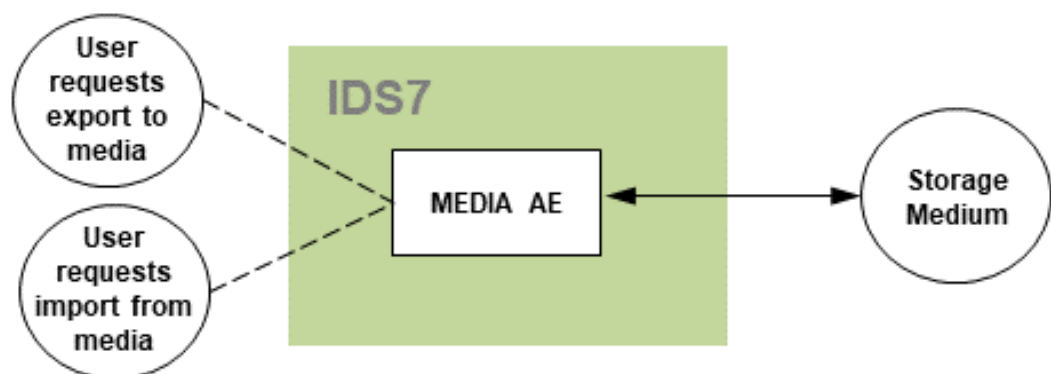 User
requests
export to
media
IDS7
MEDIA AE
Storage
Medium
User
requests
import from
media